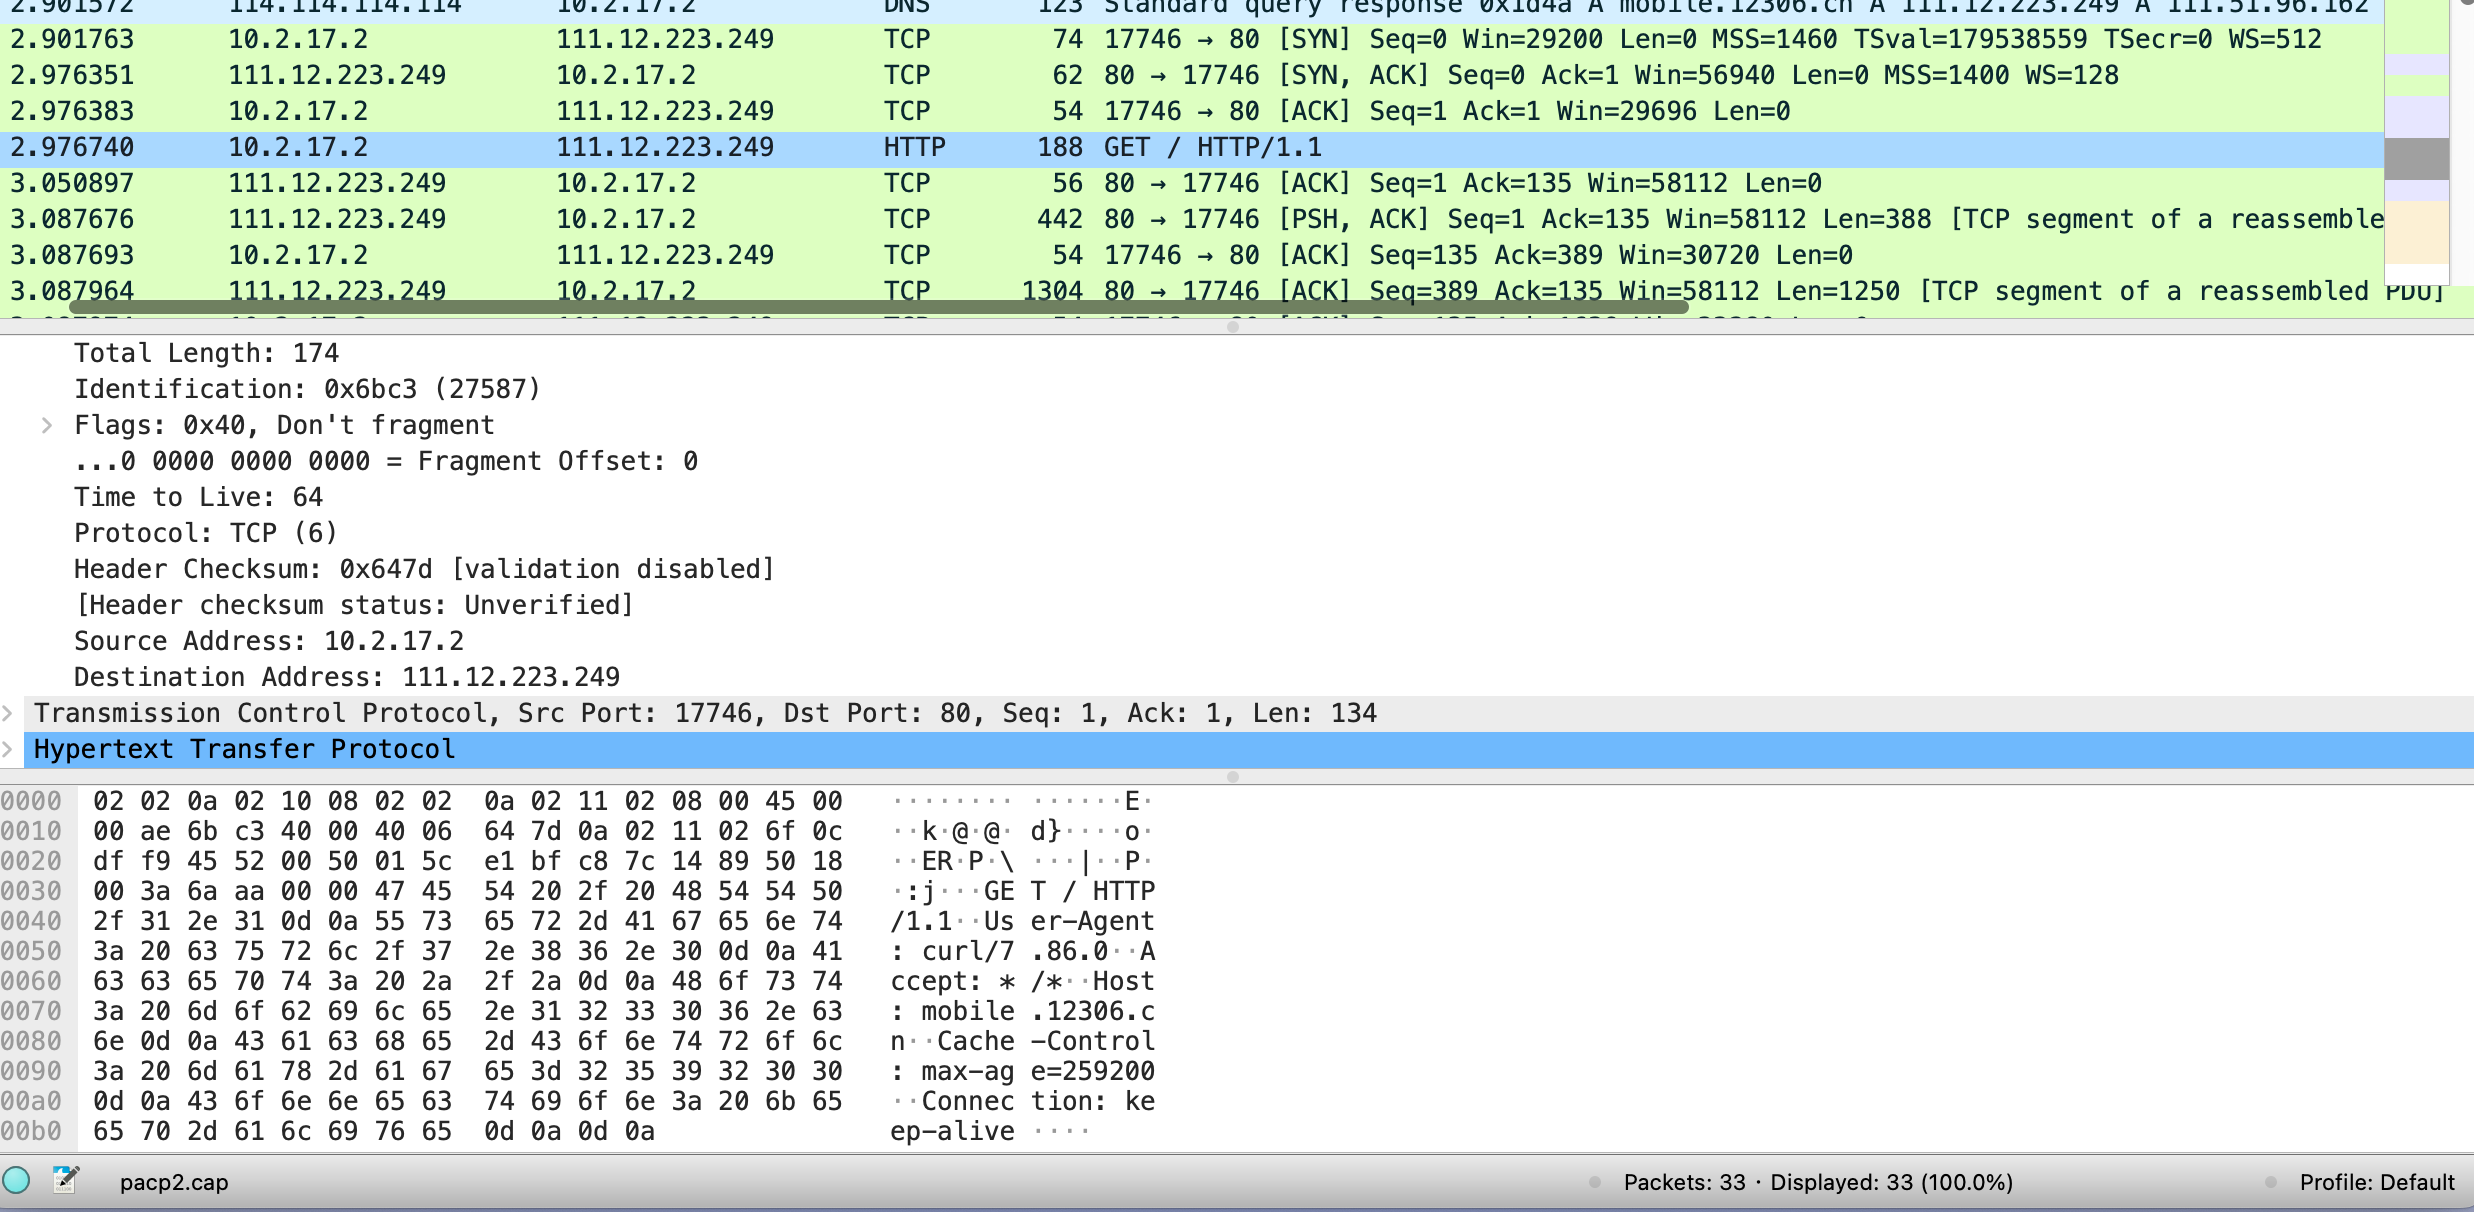 2.901572 114.114.114.114 10.2.17.2 DNS 123 Standard query response 0x1d4a A mobile.12306.cn A 111.12.223.249 A 111.51.96.162
2.901763 10.2.17.2 111.12.223.249 TCP 74 17746 → 80 [SYN] Seq=0 Win=29200 Len=0 MSS=1460 TSval=179538559 TSecr=0 WS=512
2.976351 111.12.223.249 10.2.17.2 TCP 62 80 → 17746 [SYN, ACK] Seq=0 Ack=1 Win=56940 Len=0 MSS=1400 WS=128
2.976383 10.2.17.2 111.12.223.249 TCP 54 17746 → 80 [ACK] Seq=1 Ack=1 Win=29696 Len=0
2.976740 10.2.17.2 111.12.223.249 HTTP 188 GET / HTTP/1.1
3.050897 111.12.223.249 10.2.17.2 TCP 56 80 → 17746 [ACK] Seq=1 Ack=135 Win=58112 Len=0
3.087676 111.12.223.249 10.2.17.2 TCP 442 80 → 17746 [PSH, ACK] Seq=1 Ack=135 Win=58112 Len=388 [TCP segment of a reassemble
3.087693 10.2.17.2 111.12.223.249 TCP 54 17746 → 80 [ACK] Seq=135 Ack=389 Win=30720 Len=0
3.087964 111.12.223.249 10.2.17.2 TCP 1304 80 → 17746 [ACK] Seq=389 Ack=135 Win=58112 Len=1250 [TCP segment of a reassembled PDU]
Total Length: 174
Identification: 0x6bc3 (27587)
Flags: 0x40, Don't fragment
...0 0000 0000 0000 = Fragment Offset: 0
Time to Live: 64
Protocol: TCP (6)
Header Checksum: 0x647d [validation disabled]
[Header checksum status: Unverified]
Source Address: 10.2.17.2
Destination Address: 111.12.223.249
Transmission Control Protocol, Src Port: 17746, Dst Port: 80, Seq: 1, Ack: 1, Len: 134
Hypertext Transfer Protocol
0000 02 02 0a 02 10 08 02 02 0a 02 11 02 08 00 45 00 ········ ······E·
0010 00 ae 6b c3 40 00 40 06 64 7d 0a 02 11 02 6f 0c ··k·@·@· d}····o·
0020 df f9 45 52 00 50 01 5c e1 bf c8 7c 14 89 50 18 ··ER·P·\ ···|··P·
0030 00 3a 6a aa 00 00 47 45 54 20 2f 20 48 54 54 50 ·:j···GE T / HTTP
0040 2f 31 2e 31 0d 0a 55 73 65 72 2d 41 67 65 6e 74 /1.1··Us er-Agent
0050 3a 20 63 75 72 6c 2f 37 2e 38 36 2e 30 0d 0a 41 : curl/7 .86.0··A
0060 63 63 65 70 74 3a 20 2a 2f 2a 0d 0a 48 6f 73 74 ccept: * /*··Host
0070 3a 20 6d 6f 62 69 6c 65 2e 31 32 33 30 36 2e 63 : mobile .12306.c
0080 6e 0d 0a 43 61 63 68 65 2d 43 6f 6e 74 72 6f 6c n··Cache -Control
0090 3a 20 6d 61 78 2d 61 67 65 3d 32 35 39 32 30 30 : max-ag e=259200
00a0 0d 0a 43 6f 6e 6e 65 63 74 69 6f 6e 3a 20 6b 65 ··Connec tion: ke
00b0 65 70 2d 61 6c 69 76 65 0d 0a 0d 0a ep-alive ····
pacp2.cap Packets: 33 · Displayed: 33 (100.0%) Profile: Default